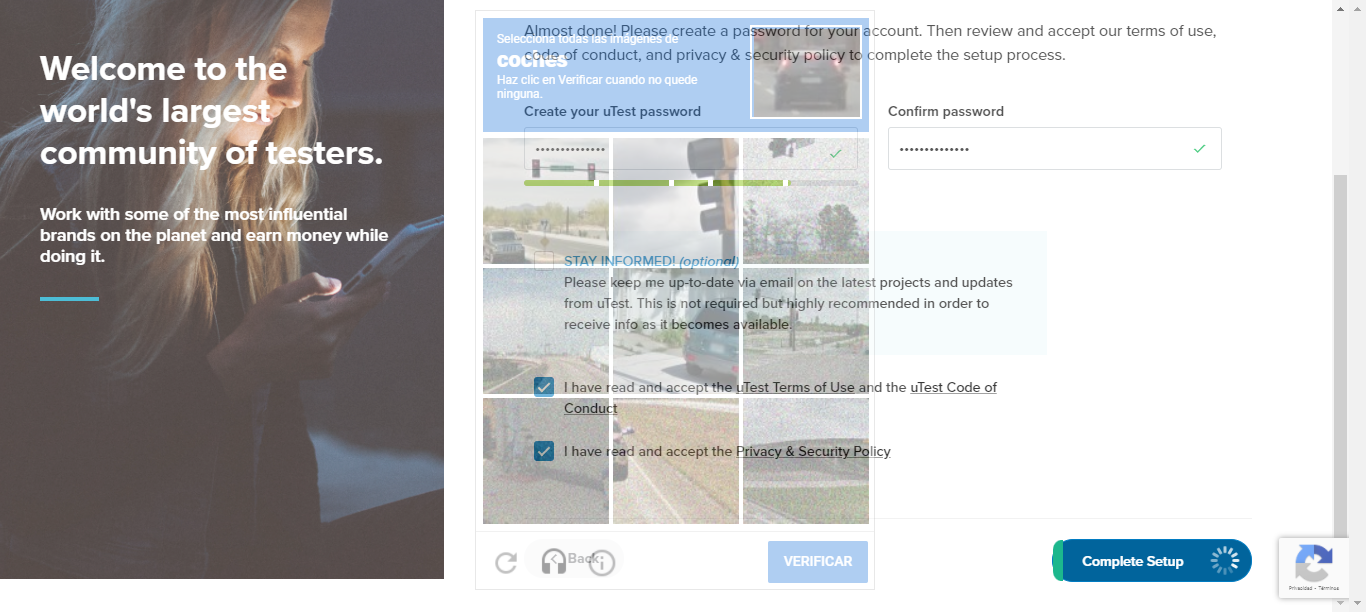 Welcome to the
world's largest
community of testers.
Work with some of the most influential
brands on the planet and earn money while
doing it.
Almost done! Please create a password for your account. Then review and accept our terms of use,
code of conduct, and privacy & security policy to complete the setup process.
Selecciona todas las imágenes de
coches
Haz clic en Verificar cuando no quede
ninguna.
Create your uTest password
Confirm password
STAY INFORMED! (optional)
Please keep me up-to-date via email on the latest projects and updates
from uTest. This is not required but highly recommended in order to
receive info as it becomes available.
I have read and accept the uTest Terms of Use and the uTest Code of
Conduct
I have read and accept the Privacy & Security Policy
Back
VERIFICAR
Complete Setup
Privacidad - Términos